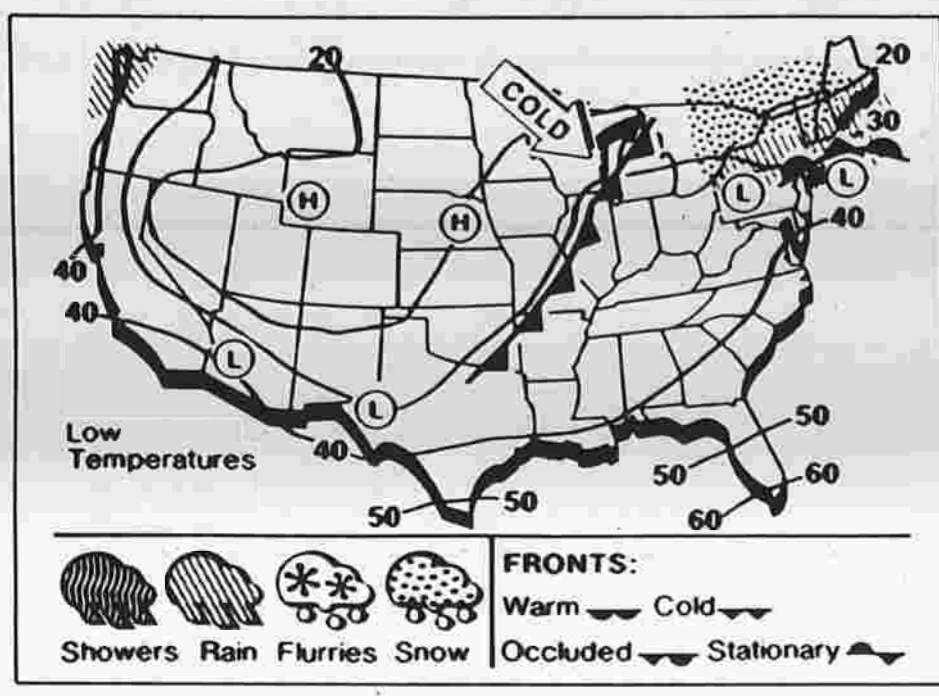 20
20
COLD
30
H
L
L
H
40
40
40
L
L
Low
Temperatures
40
50
50
50
50
60
60
Showers Rain Flurries Snow
FRONTS:
Warm Cold
Occluded Stationary